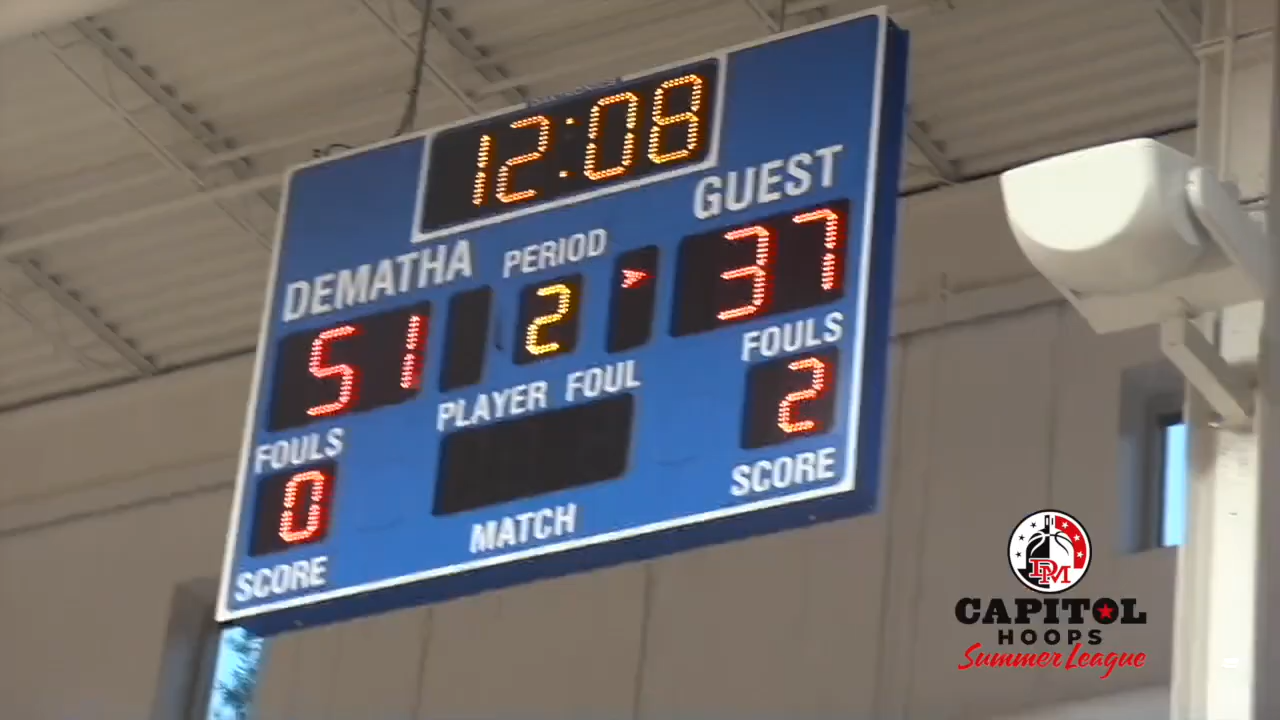 12:08
GUEST
DEMATHA
PERIOD
37
51
2
FOULS
PLAYER FOUL
2
FOULS
0
SCORE
MATCH
SCORE
DM
CAPITOL
HOOPS
Summer League